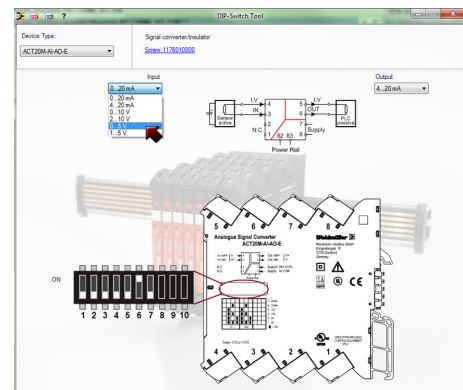 DIP-Switch Tool
Device Type:
ACT20M-AI-AO-E
Signal converter/insulator
Screw 1176010000
Input
0...20 mA
0...20 mA
4...20 mA
0...10 V
2...10 V
0...5 V
1...5 V
Output
4...20 mA
Sensor
active
LV
IN
N.C.
4
3
2
1
5
6
7
8
LV
OUT
Supply
PLC
passive
82 83
Power Rail
5 6 7 8
Analogue Signal Converter
ACT20M-AI-AO-E
Weidmüller
ON
1 2 3 4 5 6 7 8 9 10
4 3 2 1